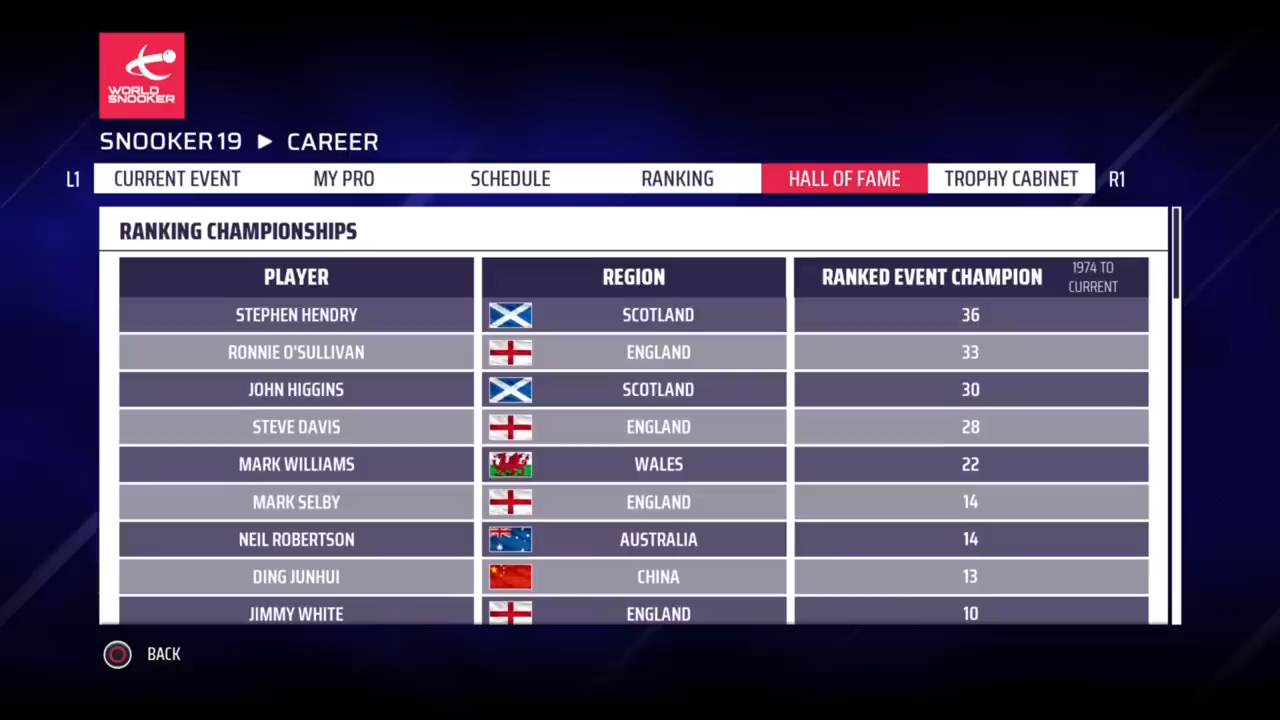 WORLD
SNOOKER
SNOOKER 19 ► CAREER
L1 CURRENT EVENT MY PRO SCHEDULE RANKING HALL OF FAME TROPHY CABINET R1
RANKING CHAMPIONSHIPS
PLAYER REGION RANKED EVENT CHAMPION 1974 TO
CURRENT
STEPHEN HENDRY SCOTLAND 36
RONNIE O'SULLIVAN ENGLAND 33
JOHN HIGGINS SCOTLAND 30
STEVE DAVIS ENGLAND 28
MARK WILLIAMS WALES 22
MARK SELBY ENGLAND 14
NEIL ROBERTSON AUSTRALIA 14
DING JUNHUI CHINA 13
JIMMY WHITE ENGLAND 10
BACK